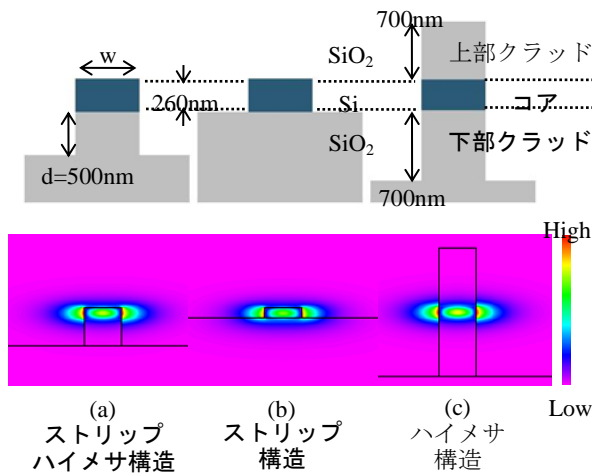 700nm
w
SiO2
上部クラッド
260nm
Si
コア
SiO2
下部クラッド
d=500nm
700nm
High
Low
(a)
ストリップ
ハイメサ構造
(b)
ストリップ
構造
(c)
ハイメサ
構造